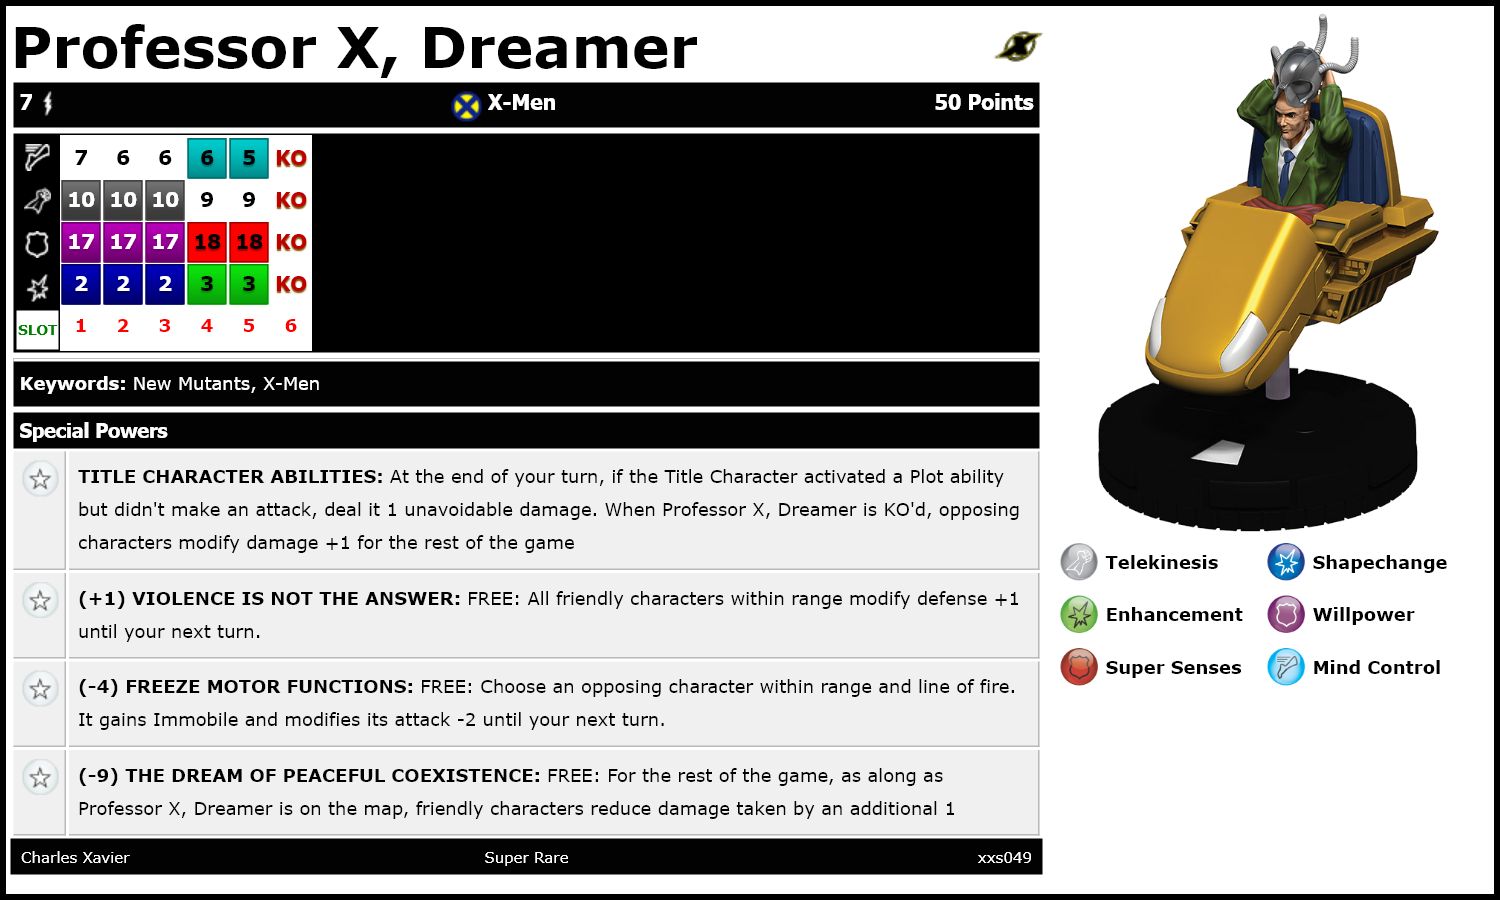 Professor X, Dreamer
7 X-Men 50 Points
7 6 6 6 5 KO
10 10 10 9 9 KO
17 17 17 18 18 KO
2 2 2 3 3 KO
SLOT 1 2 3 4 5 6
Keywords: New Mutants, X-Men
Special Powers
TITLE CHARACTER ABILITIES: At the end of your turn, if the Title Character activated a Plot ability
but didn't make an attack, deal it 1 unavoidable damage. When Professor X, Dreamer is KO'd, opposing
characters modify damage +1 for the rest of the game
(+1) VIOLENCE IS NOT THE ANSWER: FREE: All friendly characters within range modify defense +1
until your next turn.
(-4) FREEZE MOTOR FUNCTIONS: FREE: Choose an opposing character within range and line of fire.
It gains Immobile and modifies its attack -2 until your next turn.
(-9) THE DREAM OF PEACEFUL COEXISTENCE: FREE: For the rest of the game, as along as
Professor X, Dreamer is on the map, friendly characters reduce damage taken by an additional 1
Charles Xavier Super Rare xxs049
Telekinesis Shapechange
Enhancement Willpower
Super Senses Mind Control